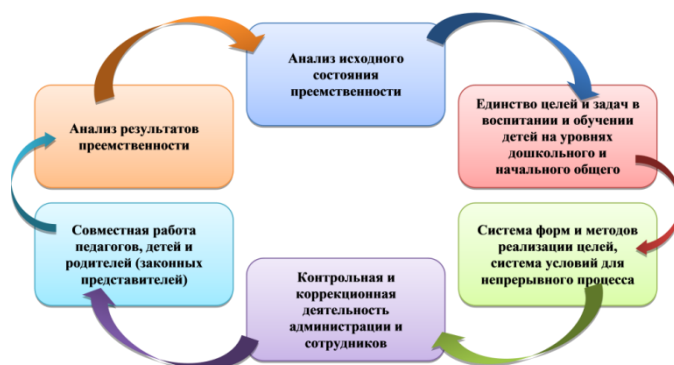 Анализ исходного
состояния
преемственности
Единство целей и задач в
воспитании и обучении
детей на уровнях
дошкольного и
начального общего
Система форм и методов
реализации целей,
система условий для
непрерывного процесса
Контрольная и
коррекционная
деятельность
администрации и
сотрудников
Совместная работа
педагогов, детей и
родителей (законных
представителей)
Анализ результатов
преемственности